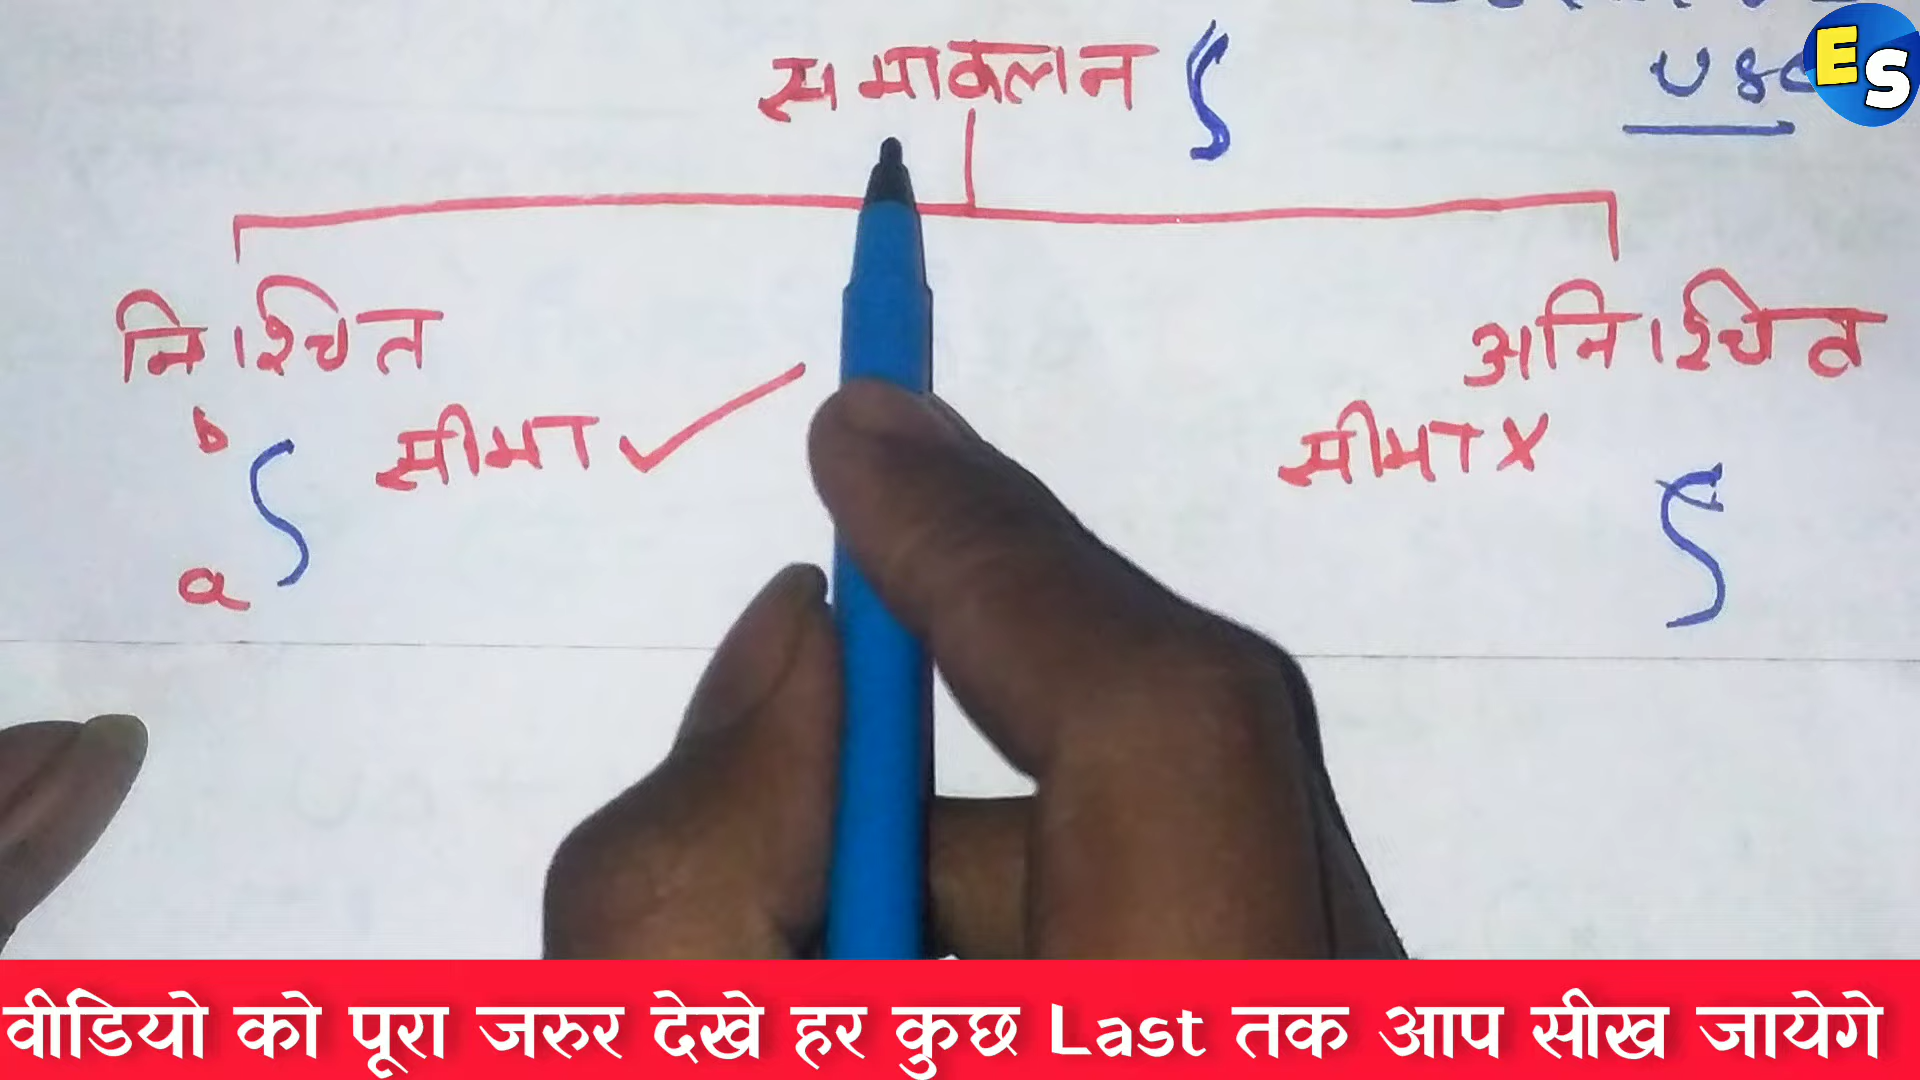 समाकलन ∫
ES
निश्चित
अनिश्चित
b
∫
a
सीमा ✓
सीमा X
∫
वीडियो को पूरा जरुर देखे हर कुछ Last तक आप सीख जायेगे